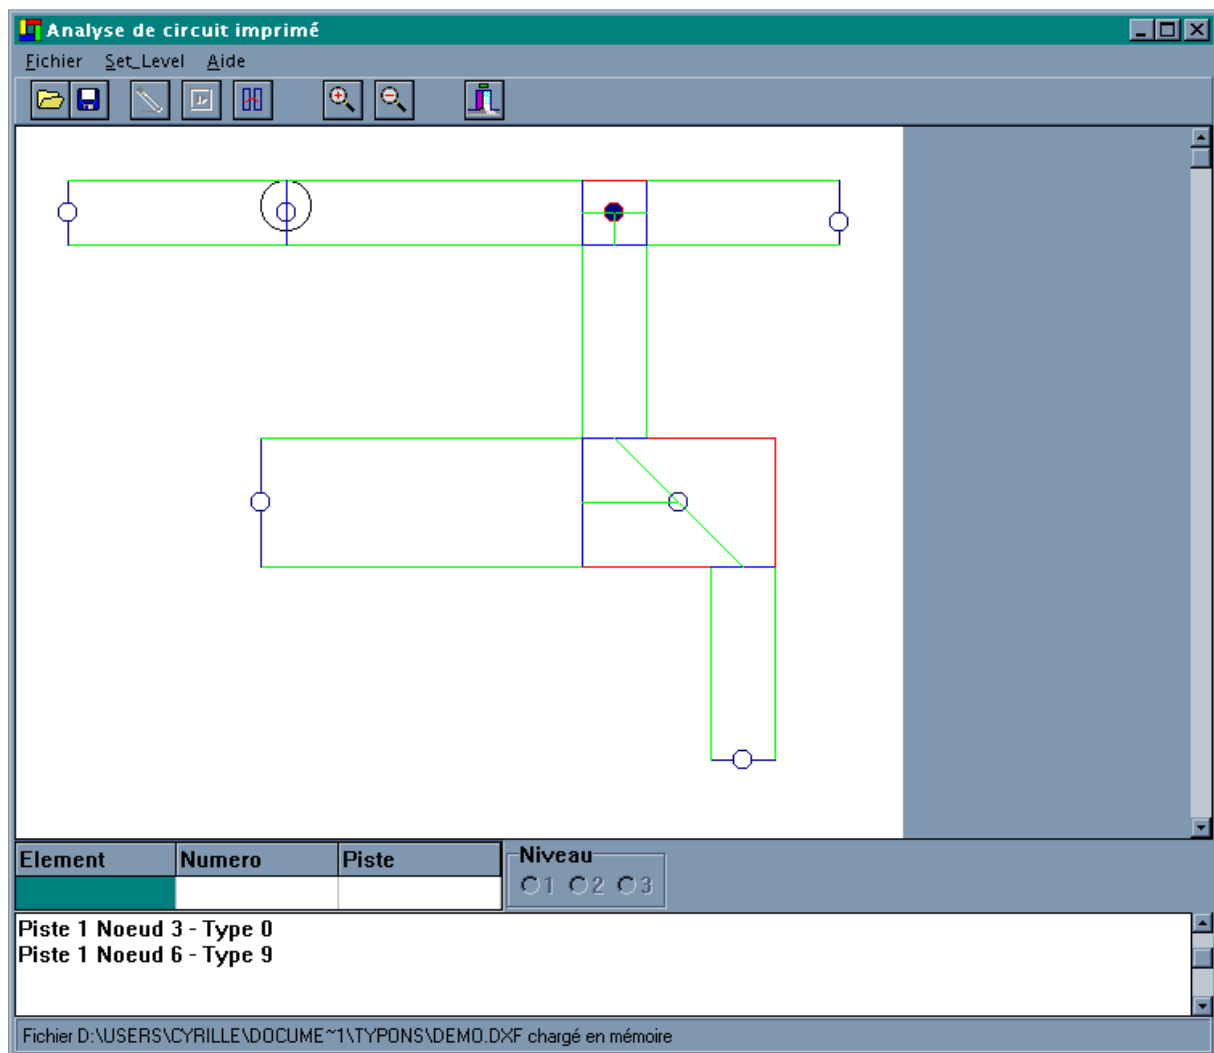 Analyse de circuit imprimé
Fichier Set_Level Aide
Element Numero Piste Niveau
1 2 3
Piste 1 Noeud 3 - Type 0
Piste 1 Noeud 6 - Type 9
Fichier D:\USERS\CYRILLE\DOCUME~1\TYPONS\DEMO.DXF chargé en mémoire